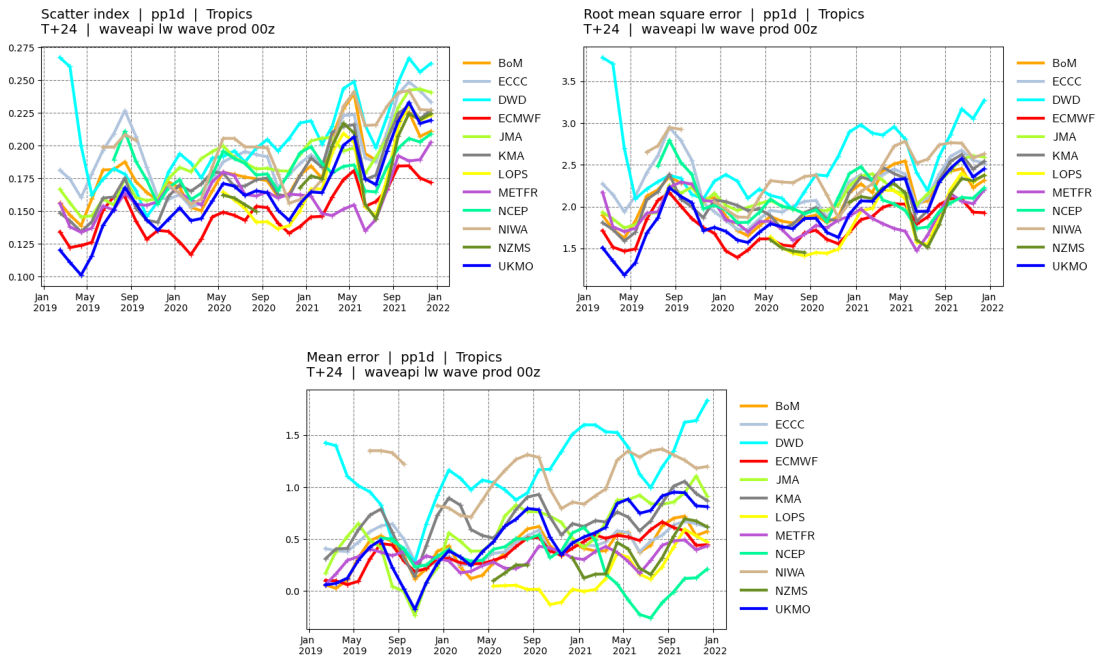 Scatter index | pp1d | Tropics
T+24 | waveapi lw wave prod 00z
0.275
0.250
0.225
0.200
0.175
0.150
0.125
0.100
Jan 2019
May 2019
Sep 2019
Jan 2020
May 2020
Sep 2020
Jan 2021
May 2021
Sep 2021
Jan 2022
BoM
ECCC
DWD
ECMWF
JMA
KMA
LOPS
METFR
NCEP
NIWA
NZMS
UKMO
Root mean square error | pp1d | Tropics
T+24 | waveapi lw wave prod 00z
3.5
3.0
2.5
2.0
1.5
Jan 2019
May 2019
Sep 2019
Jan 2020
May 2020
Sep 2020
Jan 2021
May 2021
Sep 2021
Jan 2022
BoM
ECCC
DWD
ECMWF
JMA
KMA
LOPS
METFR
NCEP
NIWA
NZMS
UKMO
Mean error | pp1d | Tropics
T+24 | waveapi lw wave prod 00z
1.5
1.0
0.5
0.0
Jan 2019
May 2019
Sep 2019
Jan 2020
May 2020
Sep 2020
Jan 2021
May 2021
Sep 2021
Jan 2022
BoM
ECCC
DWD
ECMWF
JMA
KMA
LOPS
METFR
NCEP
NIWA
NZMS
UKMO